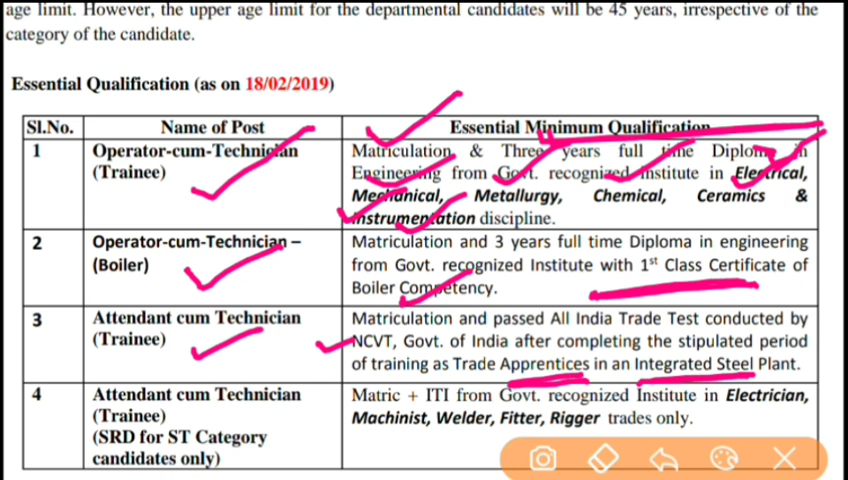 age limit. However, the upper age limit for the departmental candidates will be 45 years, irrespective of the
category of the candidate.
Essential Qualification (as on 18/02/2019)
Sl.No. Name of Post Essential Minimum Qualification
1 Operator-cum-Technician Matriculation & Three years full time Diploma in
(Trainee) Engineering from Govt. recognized institute in Electrical,
Mechanical, Metallurgy, Chemical, Ceramics &
Instrumentation discipline.
2 Operator-cum-Technician – Matriculation and 3 years full time Diploma in engineering
(Boiler) from Govt. recognized Institute with 1st Class Certificate of
Boiler Competency.
3 Attendant cum Technician Matriculation and passed All India Trade Test conducted by
(Trainee) NCVT, Govt. of India after completing the stipulated period
of training as Trade Apprentices in an Integrated Steel Plant.
4 Attendant cum Technician Matric + ITI from Govt. recognized Institute in Electrician,
(Trainee) Machinist, Welder, Fitter, Rigger trades only.
(SRD for ST Category
candidates only)